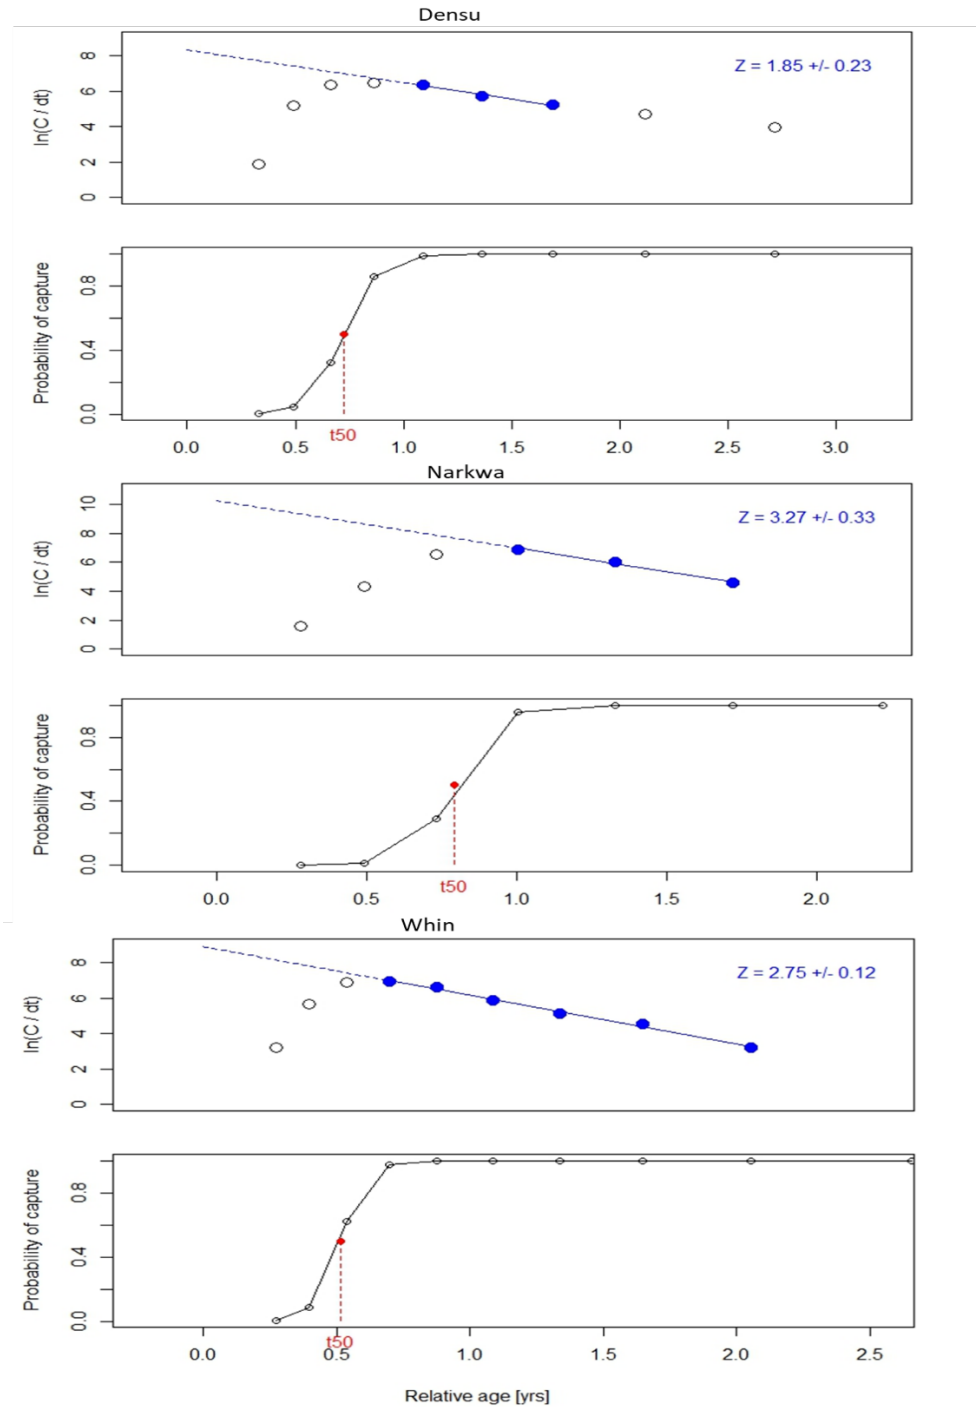 Densu
Z = 1.85 +/- 0.23
ln(C / dt)
0 2 4 6 8
Probability of capture
0.0 0.4 0.8
t50
0.0 0.5 1.0 1.5 2.0 2.5 3.0
Narkwa
Z = 3.27 +/- 0.33
ln(C / dt)
0 2 4 6 8 10
Probability of capture
0.0 0.4 0.8
t50
0.0 0.5 1.0 1.5 2.0
Whin
Z = 2.75 +/- 0.12
ln(C / dt)
0 2 4 6 8
Probability of capture
0.0 0.4 0.8
t50
0.0 0.5 1.0 1.5 2.0 2.5
Relative age [yrs]